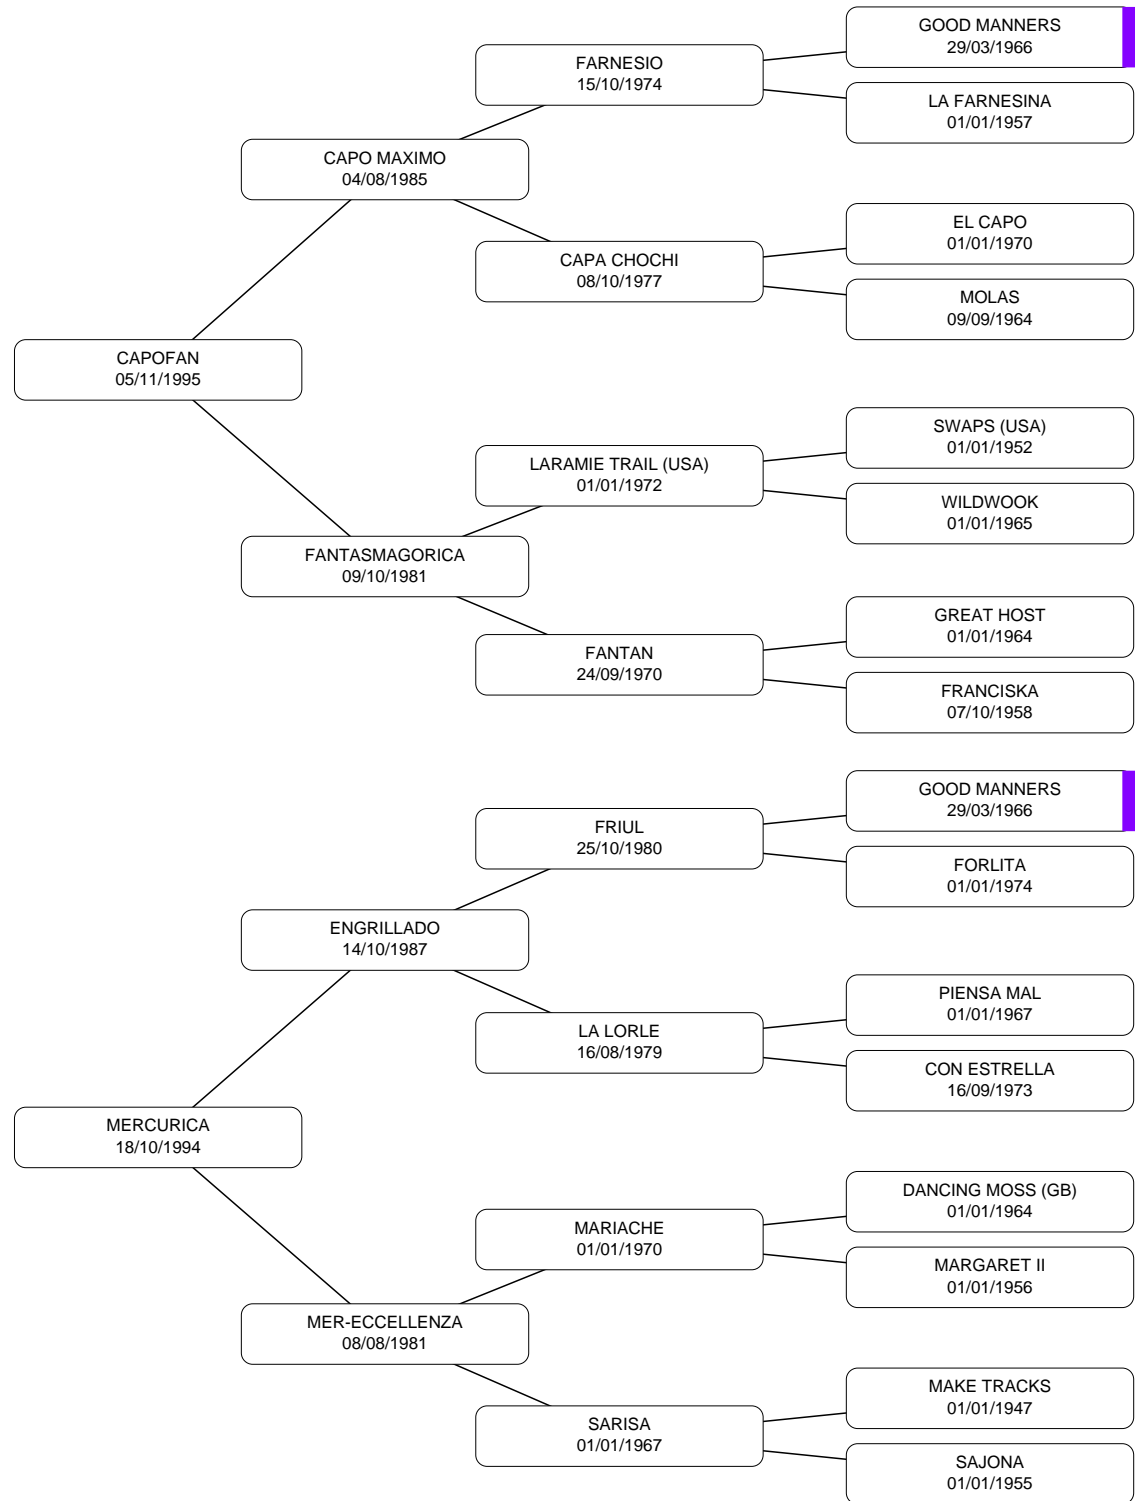 GOOD MANNERS
29/03/1966
FARNESIO
15/10/1974
LA FARNESINA
01/01/1957
CAPO MAXIMO
04/08/1985
EL CAPO
01/01/1970
CAPA CHOCHI
08/10/1977
MOLAS
09/09/1964
CAPOFAN
05/11/1995
SWAPS (USA)
01/01/1952
LARAMIE TRAIL (USA)
01/01/1972
WILDWOOK
01/01/1965
FANTASMAGORICA
09/10/1981
GREAT HOST
01/01/1964
FANTAN
24/09/1970
FRANCISKA
07/10/1958
GOOD MANNERS
29/03/1966
FRIUL
25/10/1980
FORLITA
01/01/1974
ENGRILLADO
14/10/1987
PIENSA MAL
01/01/1967
LA LORLE
16/08/1979
CON ESTRELLA
16/09/1973
MERCURICA
18/10/1994
DANCING MOSS (GB)
01/01/1964
MARIACHE
01/01/1970
MARGARET II
01/01/1956
MER-ECCELLENZA
08/08/1981
MAKE TRACKS
01/01/1947
SARISA
01/01/1967
SAJONA
01/01/1955